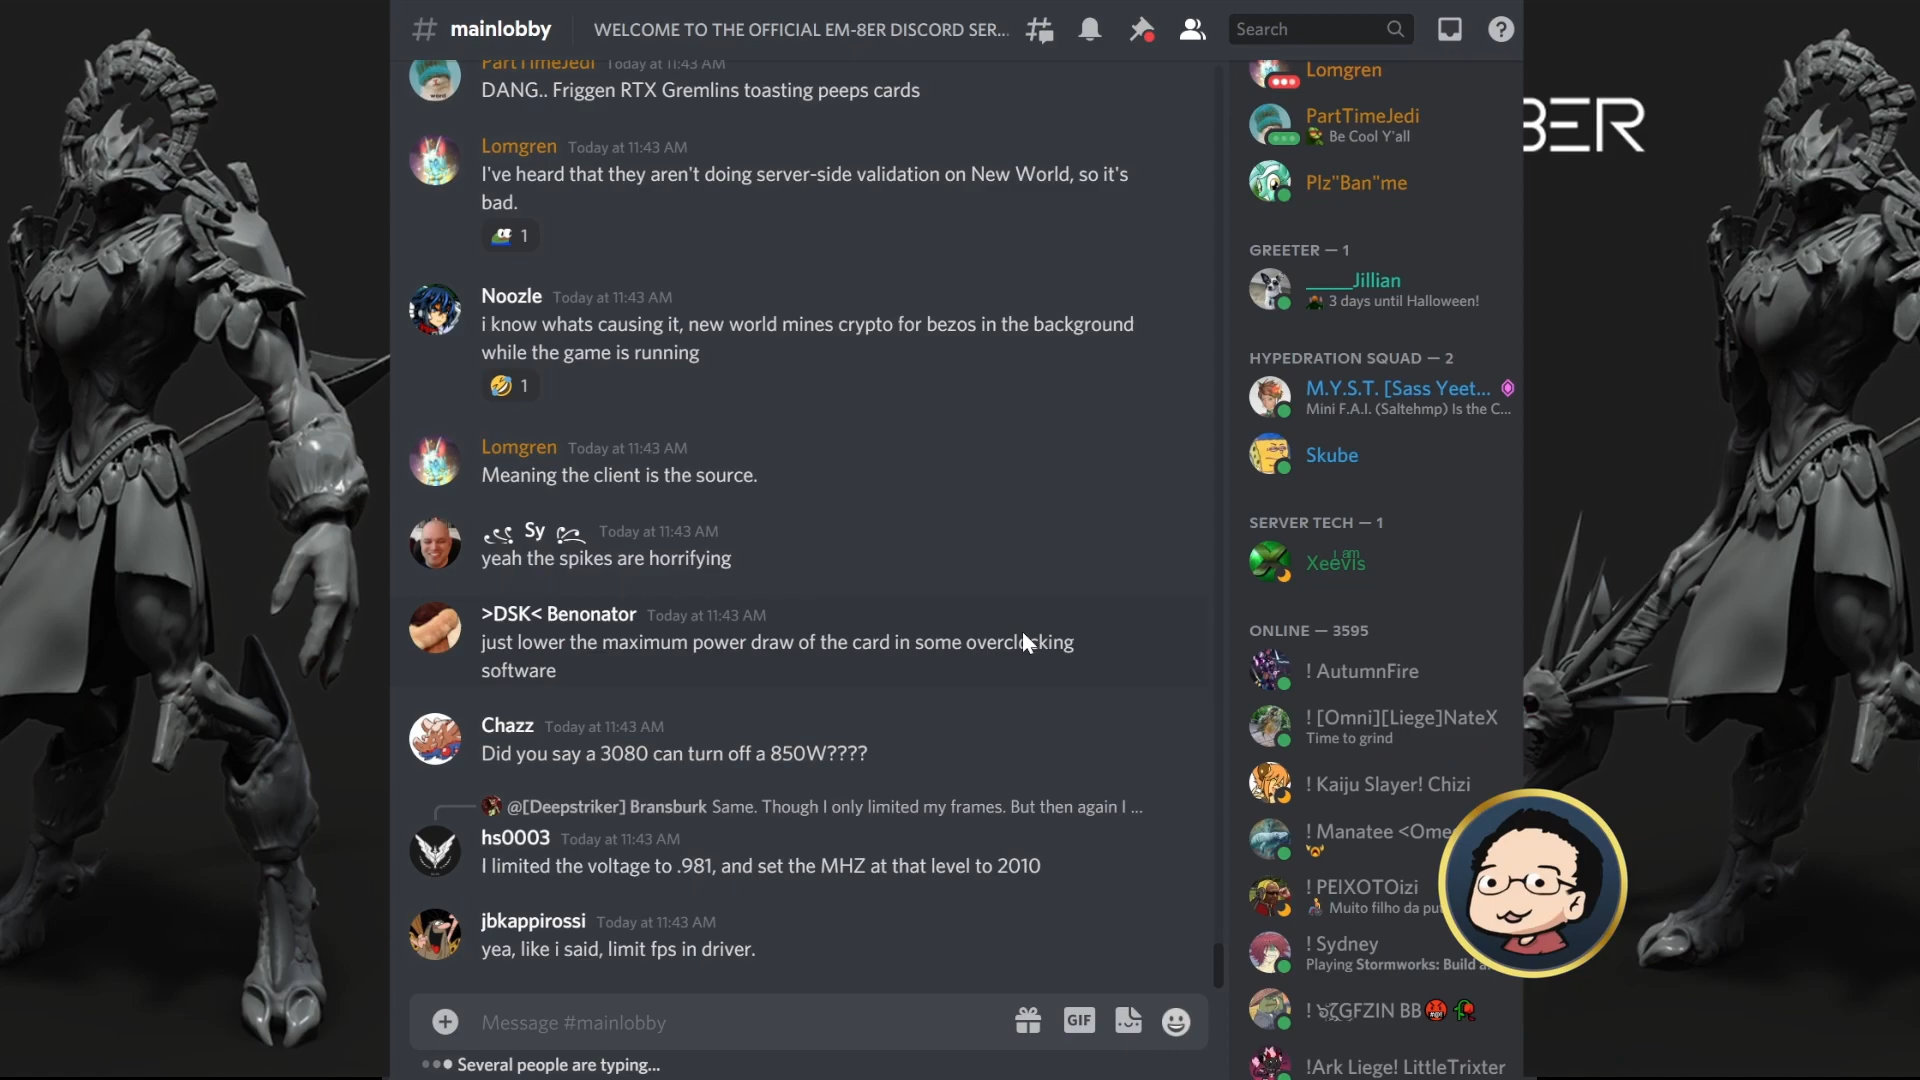 mainlobby
WELCOME TO THE OFFICIAL EM-8ER DISCORD SER...
Search
PartTimeJedi Today at 11:43 AM
DANG.. Friggen RTX Gremlins toasting peeps cards
Lomgren Today at 11:43 AM
I've heard that they aren't doing server-side validation on New World, so it's
bad.
1
Noozle Today at 11:43 AM
i know whats causing it, new world mines crypto for bezos in the background
while the game is running
1
Lomgren Today at 11:43 AM
Meaning the client is the source.
Sy Today at 11:43 AM
yeah the spikes are horrifying
>DSK< Benonator Today at 11:43 AM
just lower the maximum power draw of the card in some overclocking
software
Chazz Today at 11:43 AM
Did you say a 3080 can turn off a 850W????
@[Deepstriker] Bransburk Same. Though I only limited my frames. But then again I ...
hs0003 Today at 11:43 AM
I limited the voltage to .981, and set the MHZ at that level to 2010
jbkappirossi Today at 11:43 AM
yea, like i said, limit fps in driver.
Message #mainlobby
GIF
Several people are typing...
Lomgren
PartTimeJedi
Be Cool Y'all
Plz"Ban"me
GREETER — 1
_____Jillian
3 days until Halloween!
HYPEDRATION SQUAD — 2
M.Y.S.T. [Sass Yeet...
Mini F.A.I. (Saltehmp) Is the C...
Skube
SERVER TECH — 1
ONLINE — 3595
! AutumnFire
! [Omni][Liege]NateX
Time to grind
! Kaiju Slayer! Chizi
! Manatee <Ome
! PEIXOTOizi
Muito filho da pu
! Sydney
Playing Stormworks: Build a
GFZIN BB
!Ark Liege! LittleTrixter
8ER